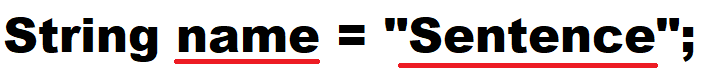 String name = "Sentence";